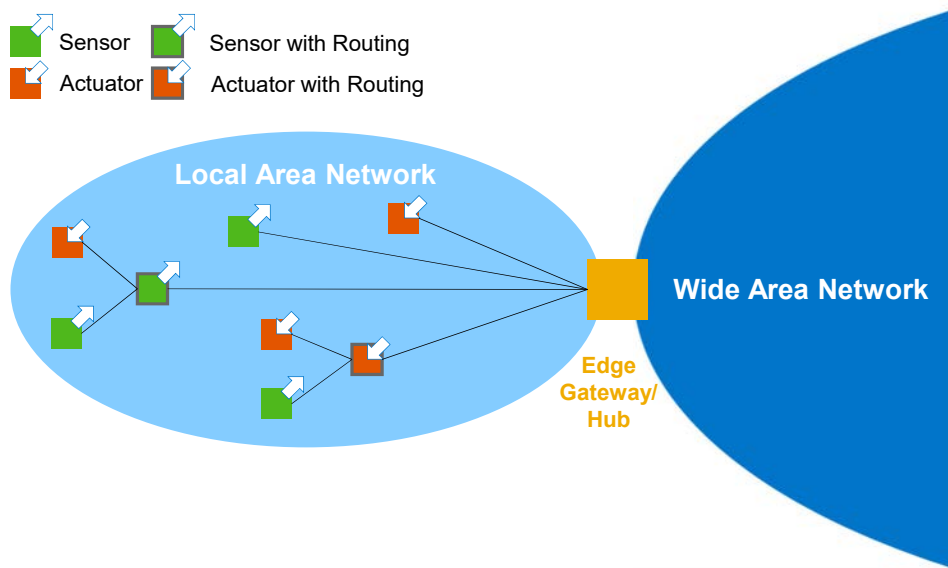 Sensor
Sensor with Routing
Actuator
Actuator with Routing
Local Area Network
Wide Area Network
Edge
Gateway/
Hub